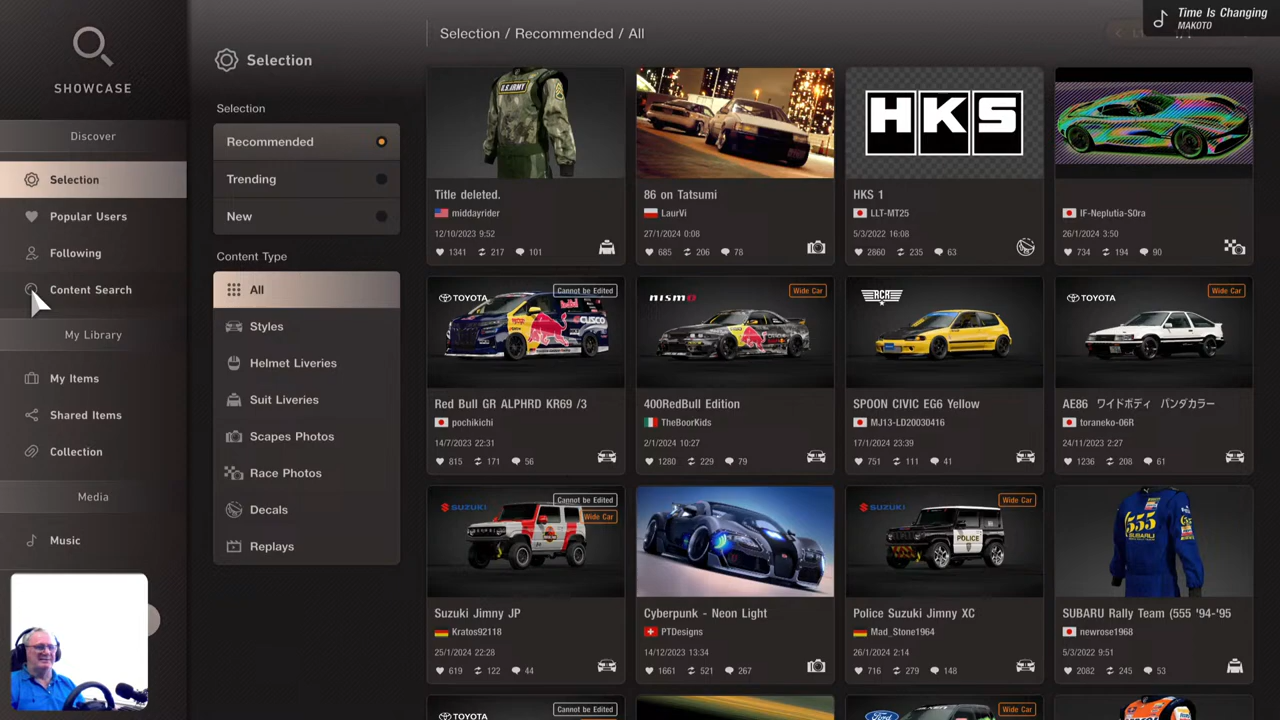 SHOWCASE
Discover
Selection
Popular Users
Following
Content Search
My Library
My Items
Shared Items
Collection
Media
Music
Selection
Selection
Recommended
Trending
New
Content Type
All
Styles
Helmet Liveries
Suit Liveries
Scapes Photos
Race Photos
Decals
Replays
Selection / Recommended / All
Time Is Changing
MAKOTO
U.S. ARMY
Title deleted.
middayrider
12/10/2023 9:52
1341 217 101
86 on Tatsumi
LaurVi
27/1/2024 0:08
685 206 78
HKS
HKS 1
LLT-MT25
5/3/2022 16:08
2860 235 63
IF-Neplutia-S0ra
26/1/2024 3:50
734 194 90
TOYOTA
Cannot be Edited
Red Bull GR ALPHRD KR69 /3
pochikichi
14/7/2023 22:31
815 171 56
nismo
Wide Car
400RedBull Edition
TheBoorKids
2/1/2024 10:27
1280 229 79
RCA
SPOON CIVIC EG6 Yellow
MJ13-LD20030416
17/1/2024 23:39
751 111 41
TOYOTA
Wide Car
AE86 ワイドボディ パンダカラー
toraneko-06R
24/11/2023 2:27
1236 208 61
SUZUKI
Cannot be Edited
Wide Car
Suzuki Jimny JP
Kratos92118
25/1/2024 22:28
619 122 44
Cyberpunk - Neon Light
PTDesigns
14/12/2023 13:34
1661 521 267
SUZUKI
Wide Car
POLICE
Police Suzuki Jimny XC
Mad_Stone1964
26/1/2024 2:14
716 279 148
555
SUBARU
SUBARU Rally Team (555 '94-'95
newrose1968
5/3/2022 9:51
2082 245 53
TOYOTA
Cannot be Edited
Ford
Wide Car